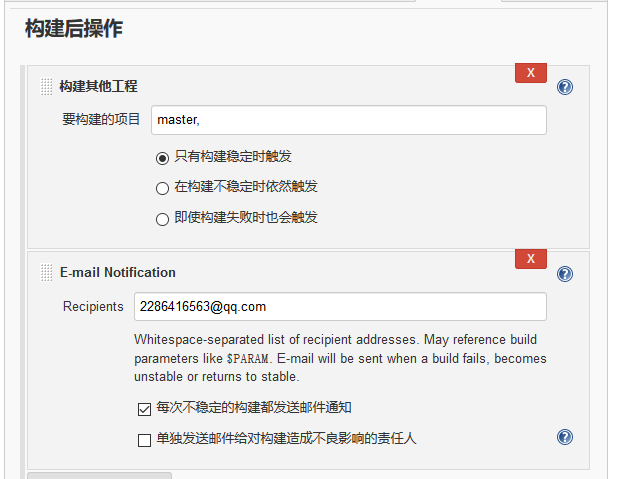 构建后操作
X
构建其他工程
要构建的项目 master,
只有构建稳定时触发
在构建不稳定时依然触发
即使构建失败时也会触发
X
E-mail Notification
Recipients 2286416563@qq.com
Whitespace-separated list of recipient addresses. May reference build
parameters like $PARAM. E-mail will be sent when a build fails, becomes
unstable or returns to stable.
每次不稳定的构建都发送邮件通知
单独发送邮件给对构建造成不良影响的责任人